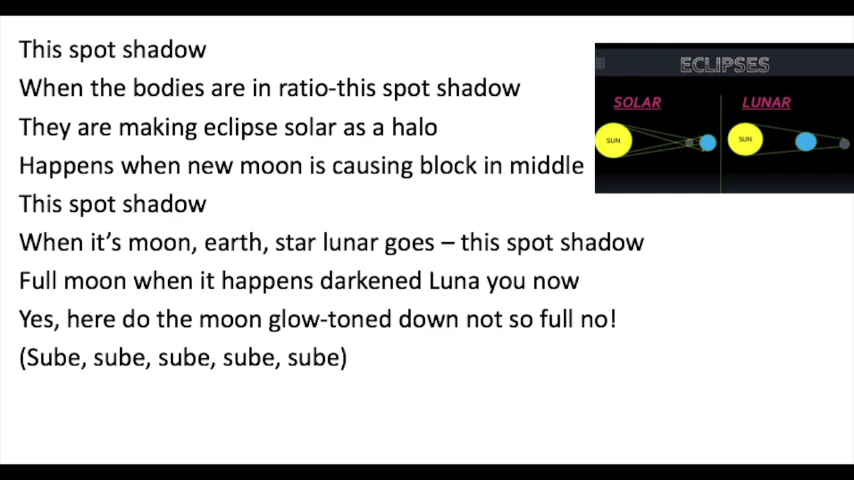 This spot shadow
When the bodies are in ratio-this spot shadow
They are making eclipse solar as a halo
Happens when new moon is causing block in middle
This spot shadow
When it’s moon, earth, star lunar goes – this spot shadow
Full moon when it happens darkened Luna you now
Yes, here do the moon glow-toned down not so full no!
(Sube, sube, sube, sube, sube)
ECLIPSES
SOLAR
LUNAR
SUN
SUN